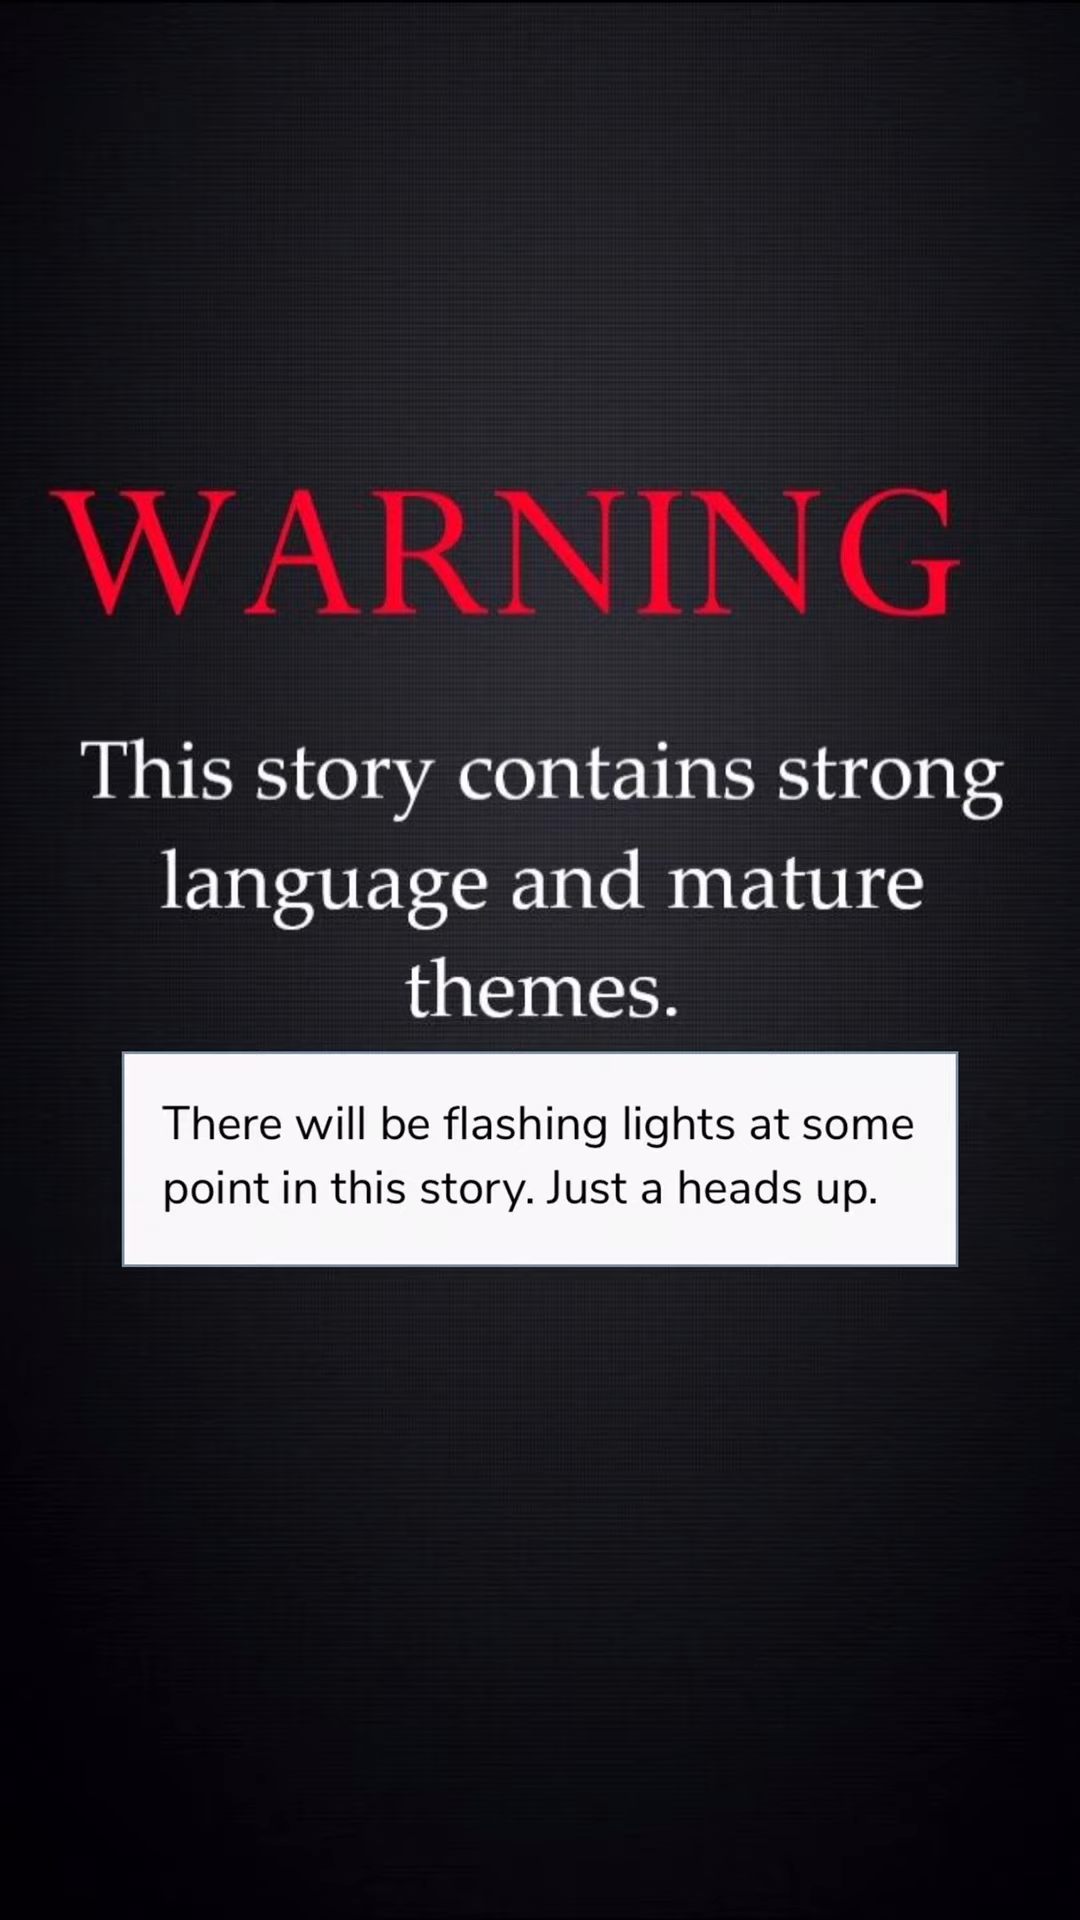 WARNING
This story contains strong
language and mature
themes.
There will be flashing lights at some
point in this story. Just a heads up.